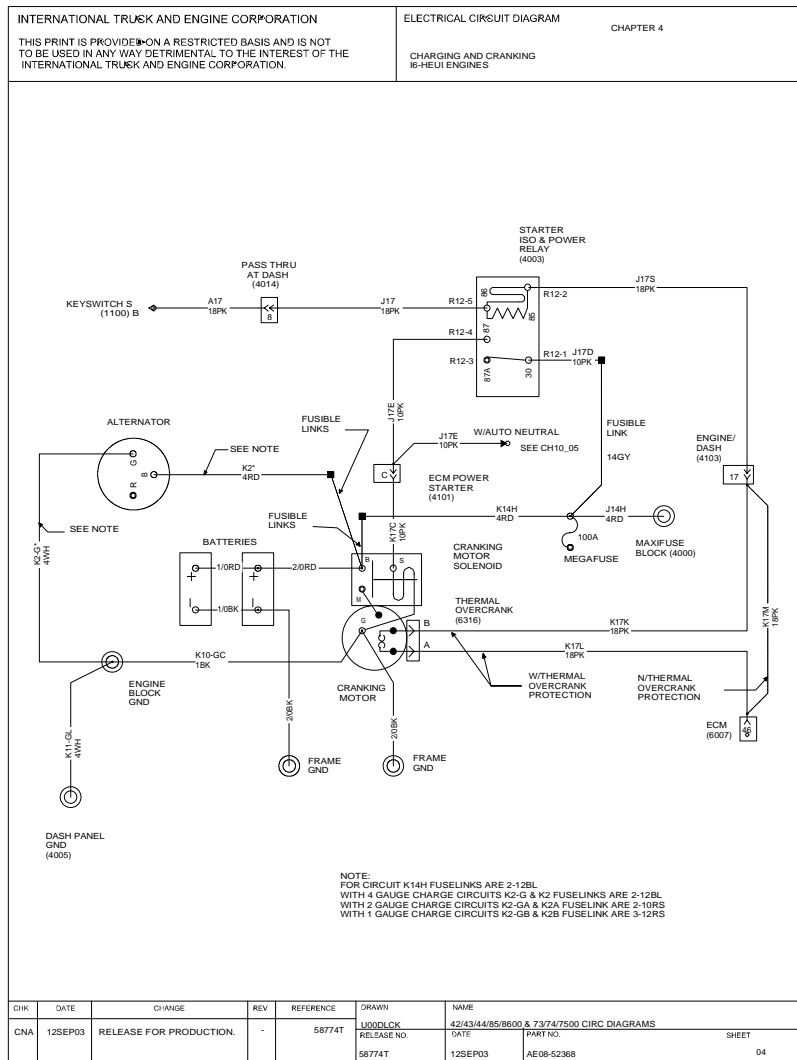 INTERNATIONAL TRUCK AND ENGINE CORPORATION
THIS PRINT IS PROVIDED ON A RESTRICTED BASIS AND IS NOT
TO BE USED IN ANY WAY DETRIMENTAL TO THE INTEREST OF THE
INTERNATIONAL TRUCK AND ENGINE CORPORATION.
ELECTRICAL CIRCUIT DIAGRAM
CHAPTER 4
CHARGING AND CRANKING
I6-HEUI ENGINES
STARTER
ISO & POWER
RELAY
(4003)
PASS THRU
AT DASH
(4014)
KEYSWITCH S
(1100) B
A17
18PK
8
J17
18PK
R12-5
86
85
R12-2
J17S
18PK
R12-4
87
R12-3
87A
30
R12-1
J17D
10PK
J17E
10PK
FUSIBLE
LINKS
ALTERNATOR
G
B
R
SEE NOTE
K2*
4RD
J17E
10PK
W/AUTO NEUTRAL
SEE CH10_05
FUSIBLE
LINK
14GY
ENGINE/
DASH
(4103)
17
C
ECM POWER
STARTER
(4101)
SEE NOTE
K2-G*
4WH
FUSIBLE
LINKS
K17C
10PK
K14H
4RD
J14H
4RD
100A
MEGAFUSE
MAXIFUSE
BLOCK (4000)
BATTERIES
1/0RD
2/0RD
1/0BK
+
+
B
S
M
G
CRANKING
MOTOR
SOLENOID
THERMAL
OVERCRANK
(6316)
B
A
K17K
18PK
K17L
18PK
K17M
18PK
K10-GC
1BK
ENGINE
BLOCK
GND
CRANKING
MOTOR
W/THERMAL
OVERCRANK
PROTECTION
N/THERMAL
OVERCRANK
PROTECTION
ECM
(6007)
46
K11-GL
4WH
2/0BK
2/0BK
FRAME
GND
FRAME
GND
DASH PANEL
GND
(4005)
NOTE:
FOR CIRCUIT K14H FUSELINKS ARE 2-12BL
WITH 4 GAUGE CHARGE CIRCUITS K2-G & K2 FUSELINKS ARE 2-12BL
WITH 2 GAUGE CHARGE CIRCUITS K2-GA & K2A FUSELINK ARE 2-10RS
WITH 1 GAUGE CHARGE CIRCUITS K2-GB & K2B FUSELINK ARE 3-12RS
CHK DATE CHANGE REV REFERENCE DRAWN NAME
CNA 12SEP03 RELEASE FOR PRODUCTION. - 58774T U00DLCK 42/43/44/85/8600 & 73/74/7500 CIRC DIAGRAMS
RELEASE NO. DATE PART NO. SHEET
58774T 12SEP03 AE08-52368 04